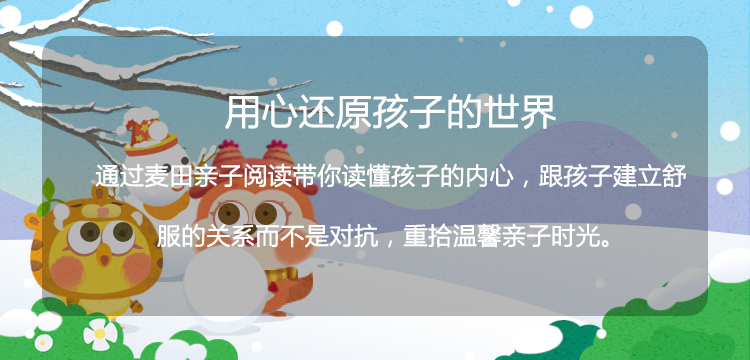 用心还原孩子的世界
通过麦田亲子阅读带你读懂孩子的内心，跟孩子建立舒
服的关系而不是对抗，重拾温馨亲子时光。